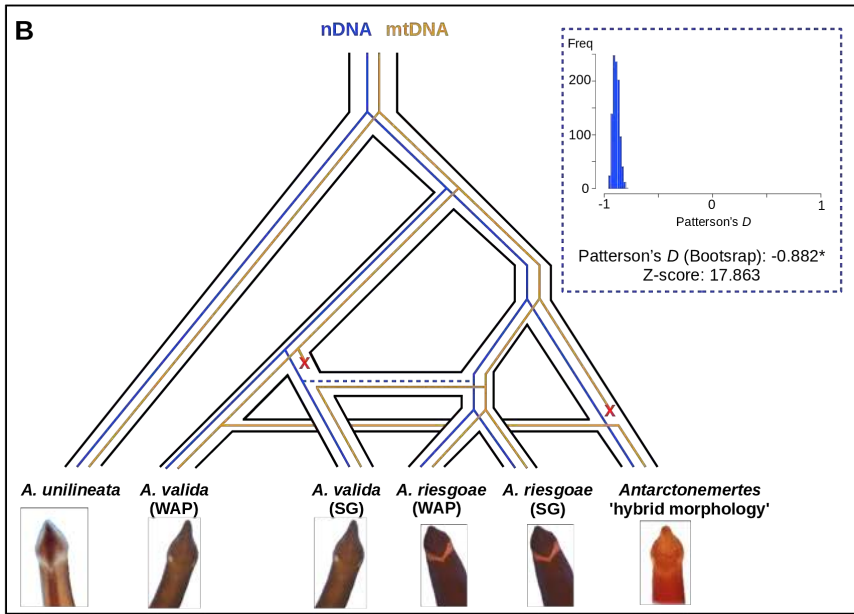 B
nDNA mtDNA
Freq
200
100
0
-1 0 1
Patterson's D
Patterson's D (Bootsrap): -0.882*
Z-score: 17.863
X
X
A. unilineata
A. valida
(WAP)
A. valida
(SG)
A. riesgoae
(WAP)
A. riesgoae
(SG)
Antarctonemertes
'hybrid morphology'